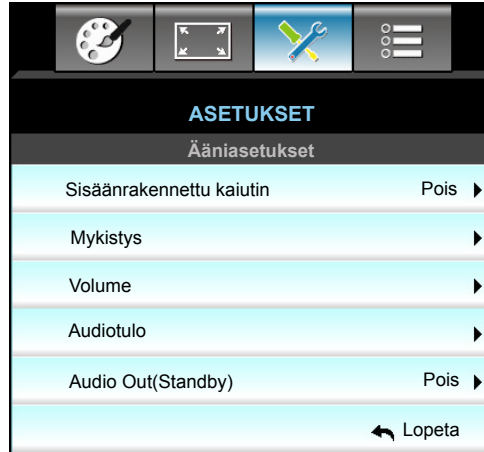 ASETUKSET
Ääniasetukset
Sisäänrakennettu kaiutin Pois
Mykistys
Volume
Audiotulo
Audio Out(Standby) Pois
Lopeta